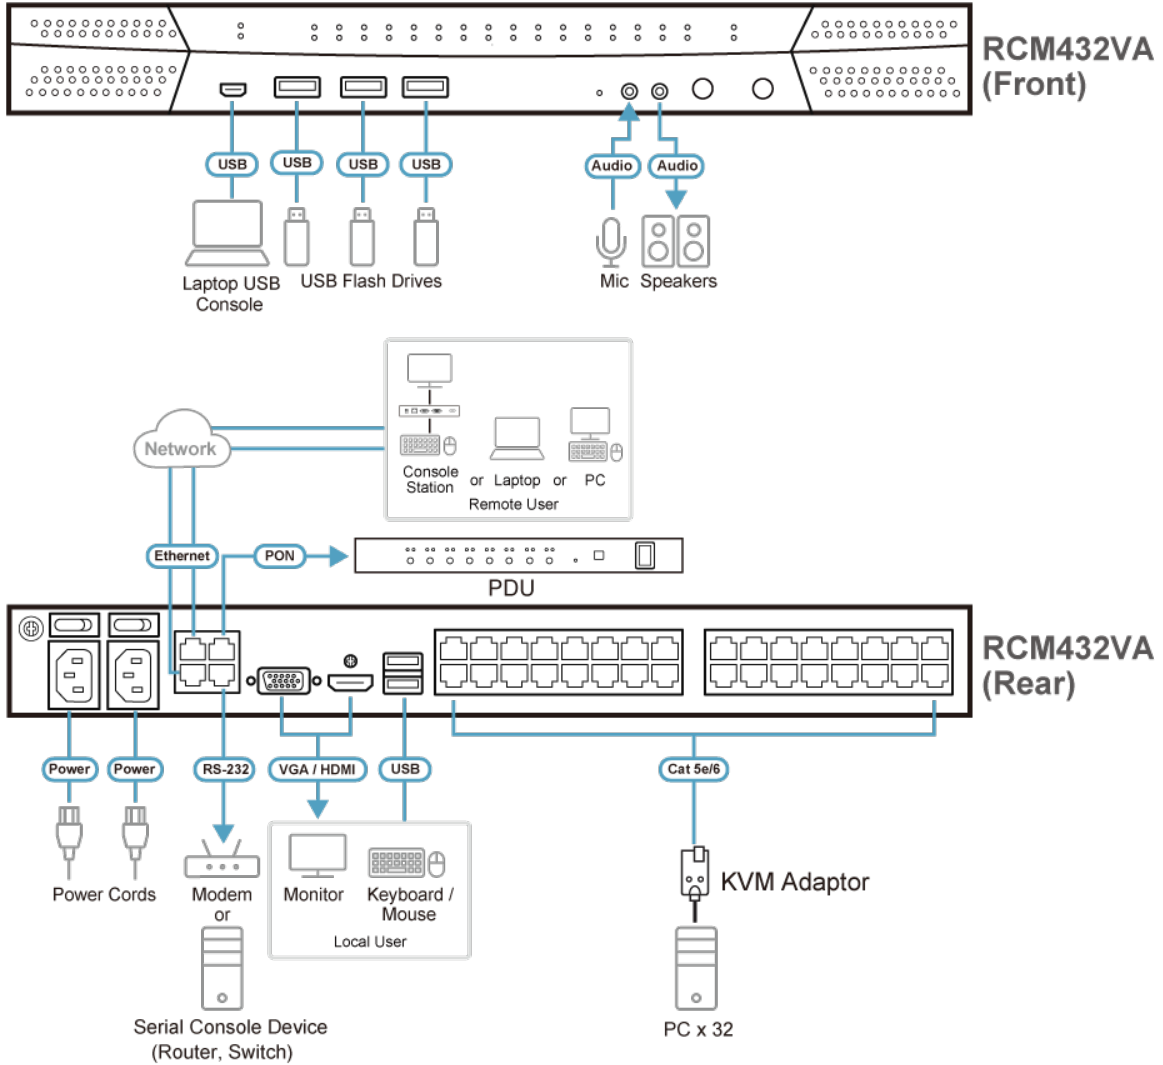 RCM432VA
(Front)
USB
USB
USB
USB
Audio
Audio
Laptop USB
Console
USB Flash Drives
Mic
Speakers
Network
Console
Station
or
Laptop
or
PC
Remote User
Ethernet
PON
PDU
RCM432VA
(Rear)
Power
Power
RS-232
VGA / HDMI
USB
Cat 5e/6
Power Cords
Modem
or
Monitor
Keyboard /
Mouse
Local User
KVM Adaptor
Serial Console Device
(Router, Switch)
PC x 32